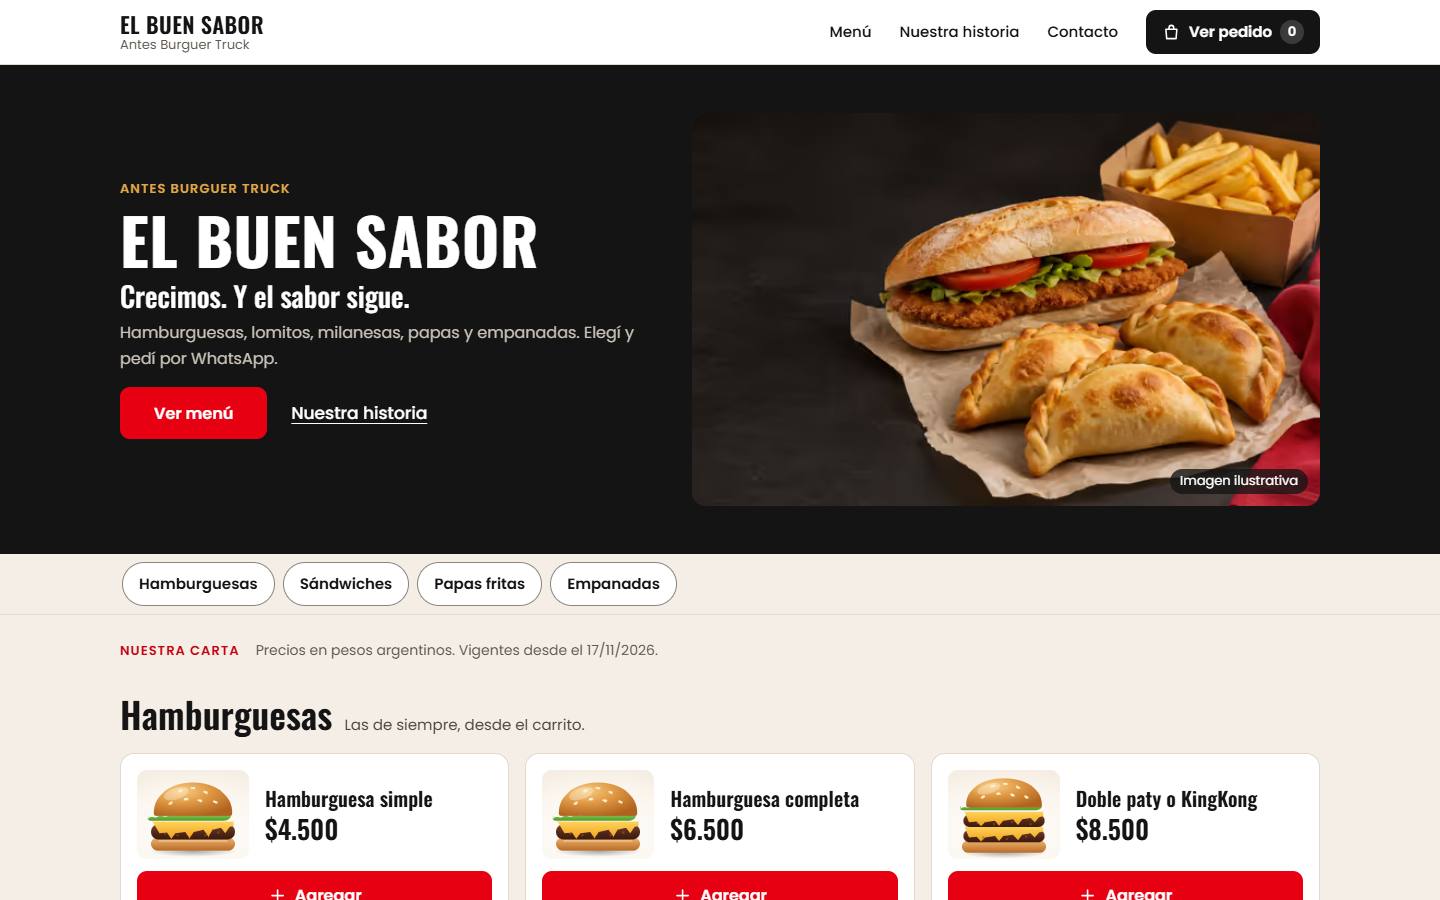 EL BUEN SABOR
Antes Burguer Truck
Menú
Nuestra historia
Contacto
Ver pedido 0
ANTES BURGUER TRUCK
EL BUEN SABOR
Crecimos. Y el sabor sigue.
Hamburguesas, lomitos, milanesas, papas y empanadas. Elegí y
pedí por WhatsApp.
Ver menú
Nuestra historia
Imagen ilustrativa
Hamburguesas
Sándwiches
Papas fritas
Empanadas
NUESTRA CARTA
Precios en pesos argentinos. Vigentes desde el 17/11/2026.
Hamburguesas
Las de siempre, desde el carrito.
Hamburguesa simple
$4.500
+ Agregar
Hamburguesa completa
$6.500
+ Agregar
Doble paty o KingKong
$8.500
+ Agregar